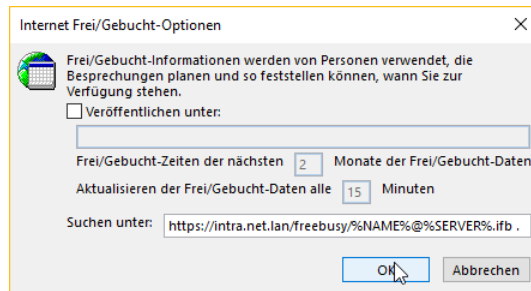 Internet Frei/Gebucht-Optionen
Frei/Gebucht-Informationen werden von Personen verwendet, die
Besprechungen planen und so feststellen können, wann Sie zur
Verfügung stehen.
Veröffentlichen unter:
Frei/Gebucht-Zeiten der nächsten 2 Monate der Frei/Gebucht-Daten
Aktualisieren der Frei/Gebucht-Daten alle 15 Minuten
Suchen unter: https://intra.net.lan/freebusy/%NAME%@%SERVER%.ifb .
OK Abbrechen